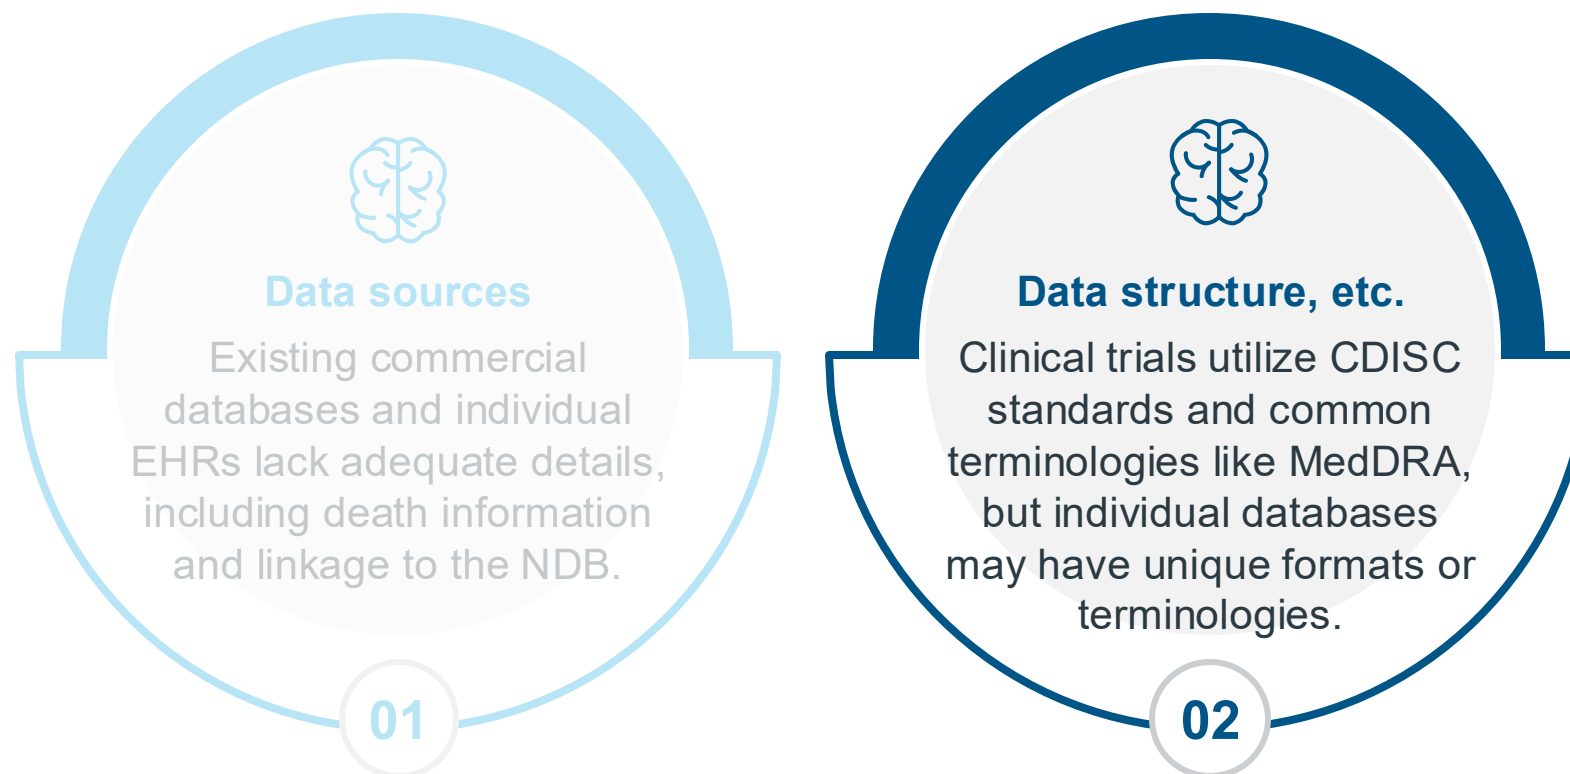 Data sources
Existing commercial
databases and individual
EHRs lack adequate details,
including death information
and linkage to the NDB.
01
Data structure, etc.
Clinical trials utilize CDISC
standards and common
terminologies like MedDRA,
but individual databases
may have unique formats or
terminologies.
02